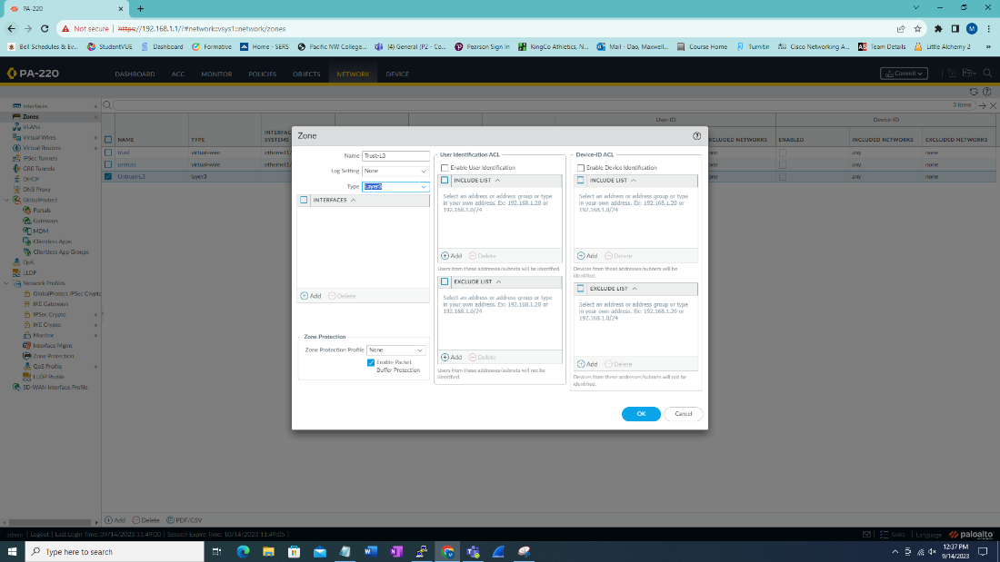 PA-220
Not secure | https://192.168.1.1/?#network::vsys1::network/zones
M
Bell Schedules & Ev... StudentVUE Dashboard Formative Home - SERS Pacific NW College... (4) General (P2 - Co... Pearson Sign In KingCo Athletics, N... Mail - Dao, Maxwell... Course Home Turnitin Cisco Networking A... Team Details Little Alchemy 2 »
PA-220 DASHBOARD ACC MONITOR POLICIES OBJECTS NETWORK DEVICE Commit
Interfaces
Zones
VLANs
Virtual Wires
Virtual Routers
IPSec Tunnels
GRE Tunnels
DHCP
DNS Proxy
GlobalProtect
Portals
Gateways
MDM
Clientless Apps
Clientless App Groups
QoS
LLDP
Network Profiles
GlobalProtect IPSec Crypto
IKE Gateways
IPSec Crypto
IKE Crypto
Monitor
Interface Mgmt
Zone Protection
QoS Profile
LLDP Profile
SD-WAN Interface Profile
3 items
User-ID Device-ID
NAME TYPE ENABLED INCLUDED NETWORKS EXCLUDED NETWORKS
trust virtual-wire any none
untrust virtual-wire any none
Untrust-L3 layer3 any none
Zone
Name Trust-L3
Log Setting None
Type Layer3
INTERFACES
Add Delete
Zone Protection
Zone Protection Profile None
Enable Packet
Buffer Protection
User Identification ACL
Enable User Identification
INCLUDE LIST
Select an address or address group or type
in your own address. Ex: 192.168.1.20 or
192.168.1.0/24
Add Delete
Users from these addresses/subnets will be identified.
EXCLUDE LIST
Select an address or address group or type
in your own address. Ex: 192.168.1.20 or
192.168.1.0/24
Add Delete
Users from these addresses/subnets will not be
identified.
Device-ID ACL
Enable Device Identification
INCLUDE LIST
Select an address or address group or type
in your own address. Ex: 192.168.1.20 or
192.168.1.0/24
Add Delete
Devices from these addresses/subnets will be
identified.
EXCLUDE LIST
Select an address or address group or type
in your own address. Ex: 192.168.1.20 or
192.168.1.0/24
Add Delete
Devices from these addresses/subnets will not be
identified.
OK Cancel
Add Delete PDF/CSV
admin | Logout | Last Login Time: 09/14/2023 11:49:00 | Session Expire Time: 10/14/2023 11:49:05 | Tasks | Language paloalto
Type here to search
12:37 PM
9/14/2023